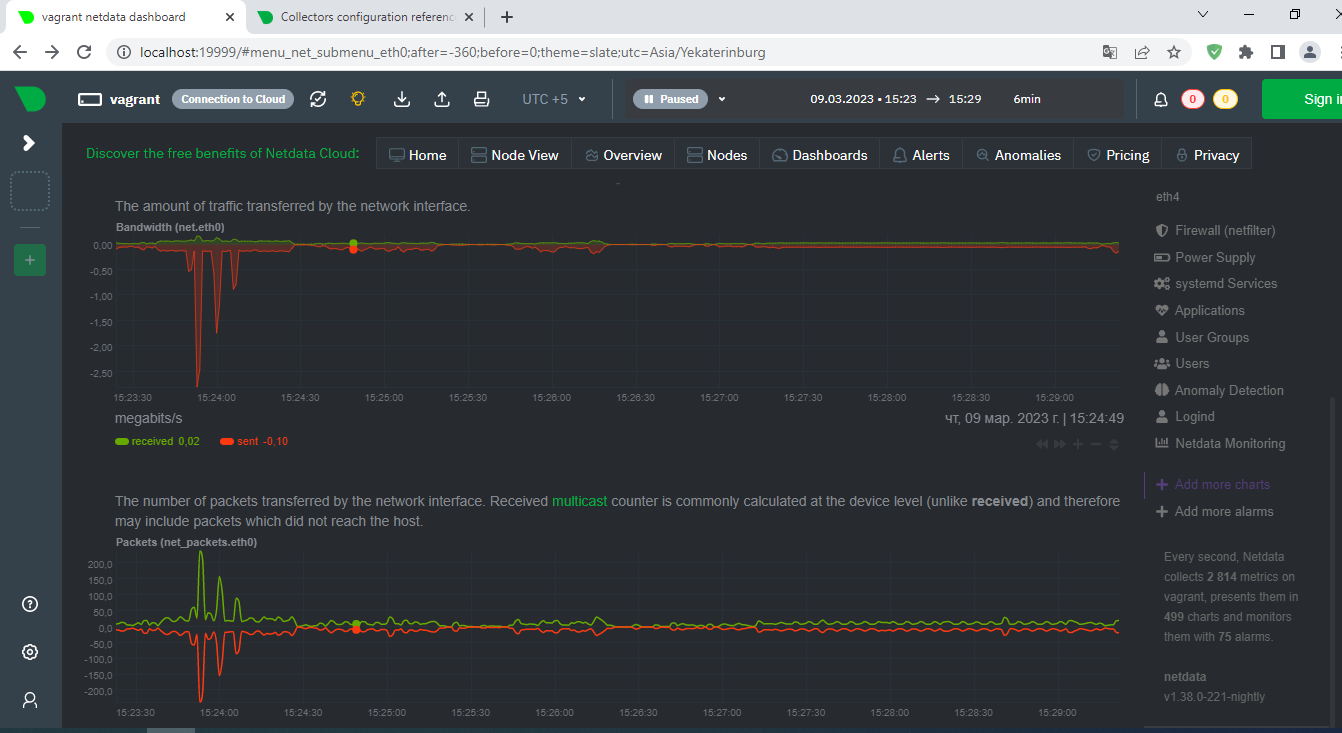 vagrant netdata dashboard
Collectors configuration referenc
localhost:19999/#menu_net_submenu_eth0;after=-360;before=0;theme=slate;utc=Asia/Yekaterinburg
vagrant Connection to Cloud UTC +5 Paused 09.03.2023 • 15:23 → 15:29 6min 0 0 Sign in
Discover the free benefits of Netdata Cloud: Home Node View Overview Nodes Dashboards Alerts Anomalies Pricing Privacy
The amount of traffic transferred by the network interface.
Bandwidth (net.eth0)
0,00
-0,50
-1,00
-1,50
-2,00
-2,50
15:23:30 15:24:00 15:24:30 15:25:00 15:25:30 15:26:00 15:26:30 15:27:00 15:27:30 15:28:00 15:28:30 15:29:00
megabits/s чт, 09 мар. 2023 г. | 15:24:49
received 0,02 sent -0,10
The number of packets transferred by the network interface. Received multicast counter is commonly calculated at the device level (unlike received) and therefore
may include packets which did not reach the host.
Packets (net_packets.eth0)
200,0
150,0
100,0
50,0
0,0
-50,0
-100,0
-150,0
-200,0
15:23:30 15:24:00 15:24:30 15:25:00 15:25:30 15:26:00 15:26:30 15:27:00 15:27:30 15:28:00 15:28:30 15:29:00
eth4
Firewall (netfilter)
Power Supply
systemd Services
Applications
User Groups
Users
Anomaly Detection
Logind
Netdata Monitoring
Add more charts
Add more alarms
Every second, Netdata
collects 2 814 metrics on
vagrant, presents them in
499 charts and monitors
them with 75 alarms.
netdata
v1.38.0-221-nightly